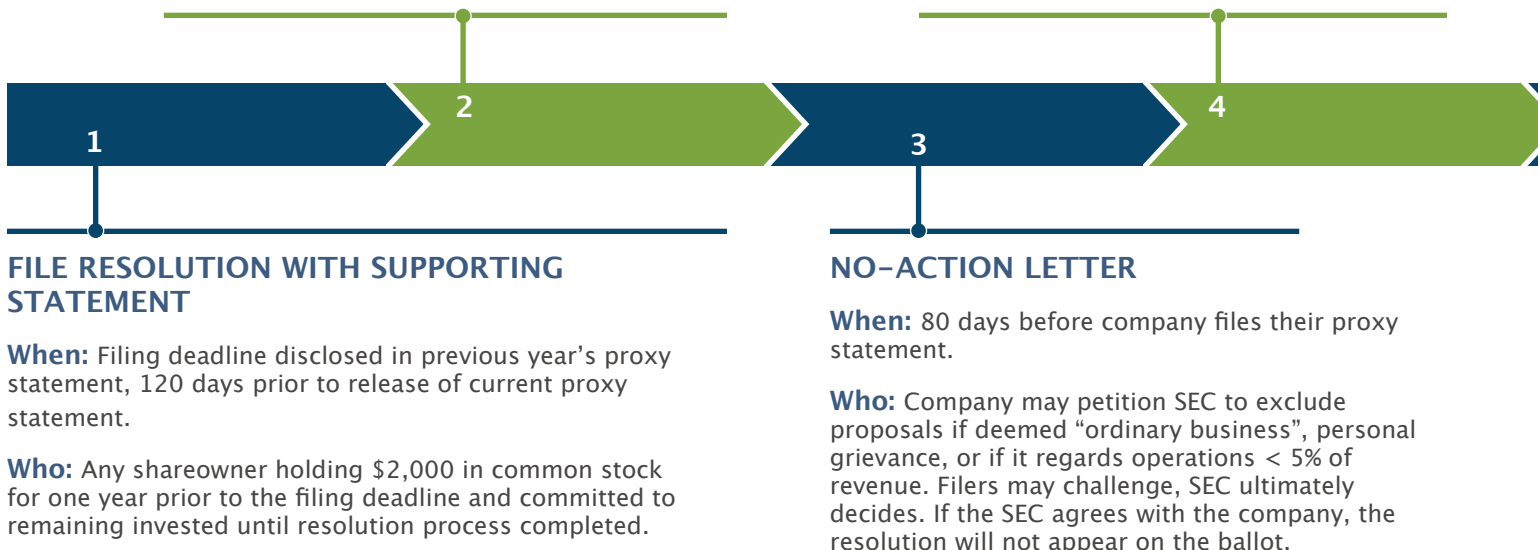 2
4
1
3
FILE RESOLUTION WITH SUPPORTING
STATEMENT
When: Filing deadline disclosed in previous year’s proxy
statement, 120 days prior to release of current proxy
statement.
Who: Any shareowner holding $2,000 in common stock
for one year prior to the filing deadline and committed to
remaining invested until resolution process completed.
NO-ACTION LETTER
When: 80 days before company files their proxy
statement.
Who: Company may petition SEC to exclude
proposals if deemed “ordinary business”, personal
grievance, or if it regards operations < 5% of
revenue. Filers may challenge, SEC ultimately
decides. If the SEC agrees with the company, the
resolution will not appear on the ballot.